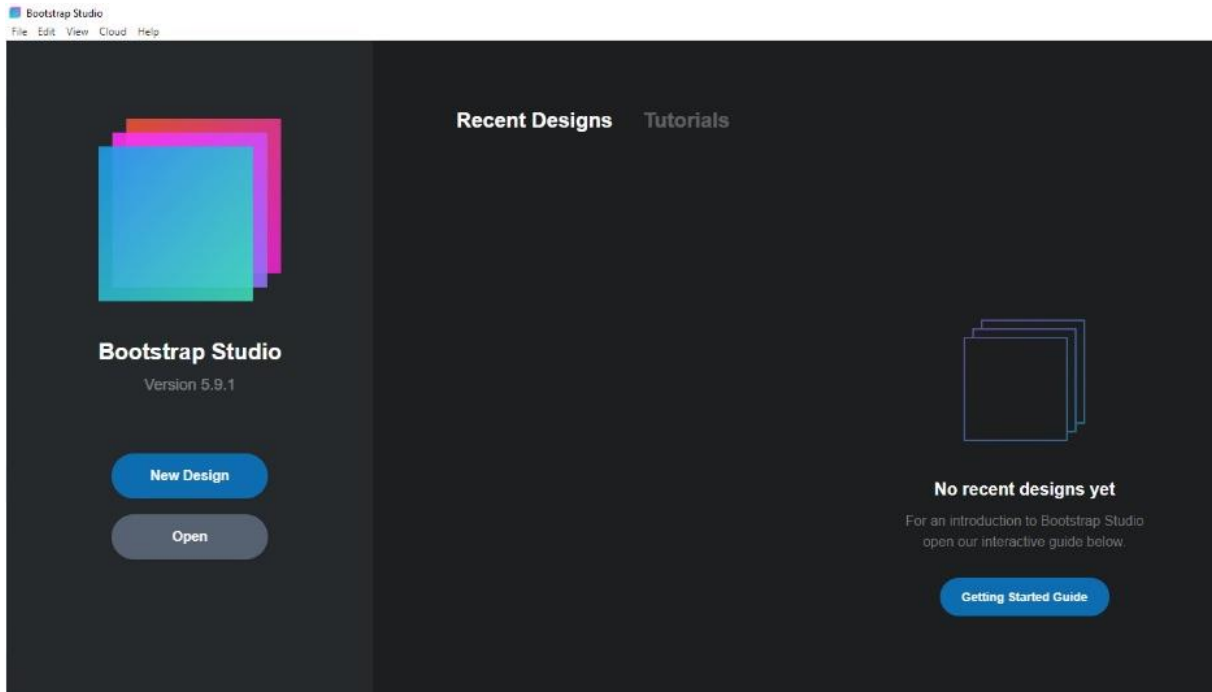 Bootstrap Studio
File Edit View Cloud Help
Recent Designs Tutorials
Bootstrap Studio
Version 5.9.1
New Design
Open
No recent designs yet
For an introduction to Bootstrap Studio
open our interactive guide below.
Getting Started Guide